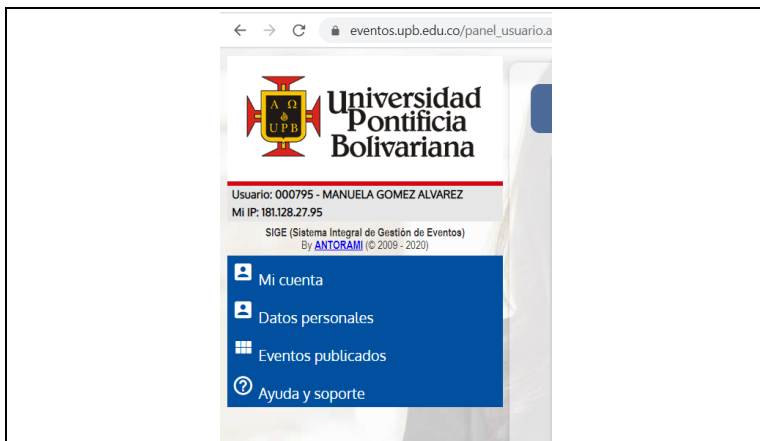 eventos.upb.edu.co/panel_usuario.a
Α Ω
&
UPB
Universidad
Pontificia
Bolivariana
Usuario: 000795 - MANUELA GOMEZ ALVAREZ
Mi IP: 181.128.27.95
SIGE (Sistema Integral de Gestión de Eventos)
By ANTORAMI (© 2009 - 2020)
Mi cuenta
Datos personales
Eventos publicados
Ayuda y soporte